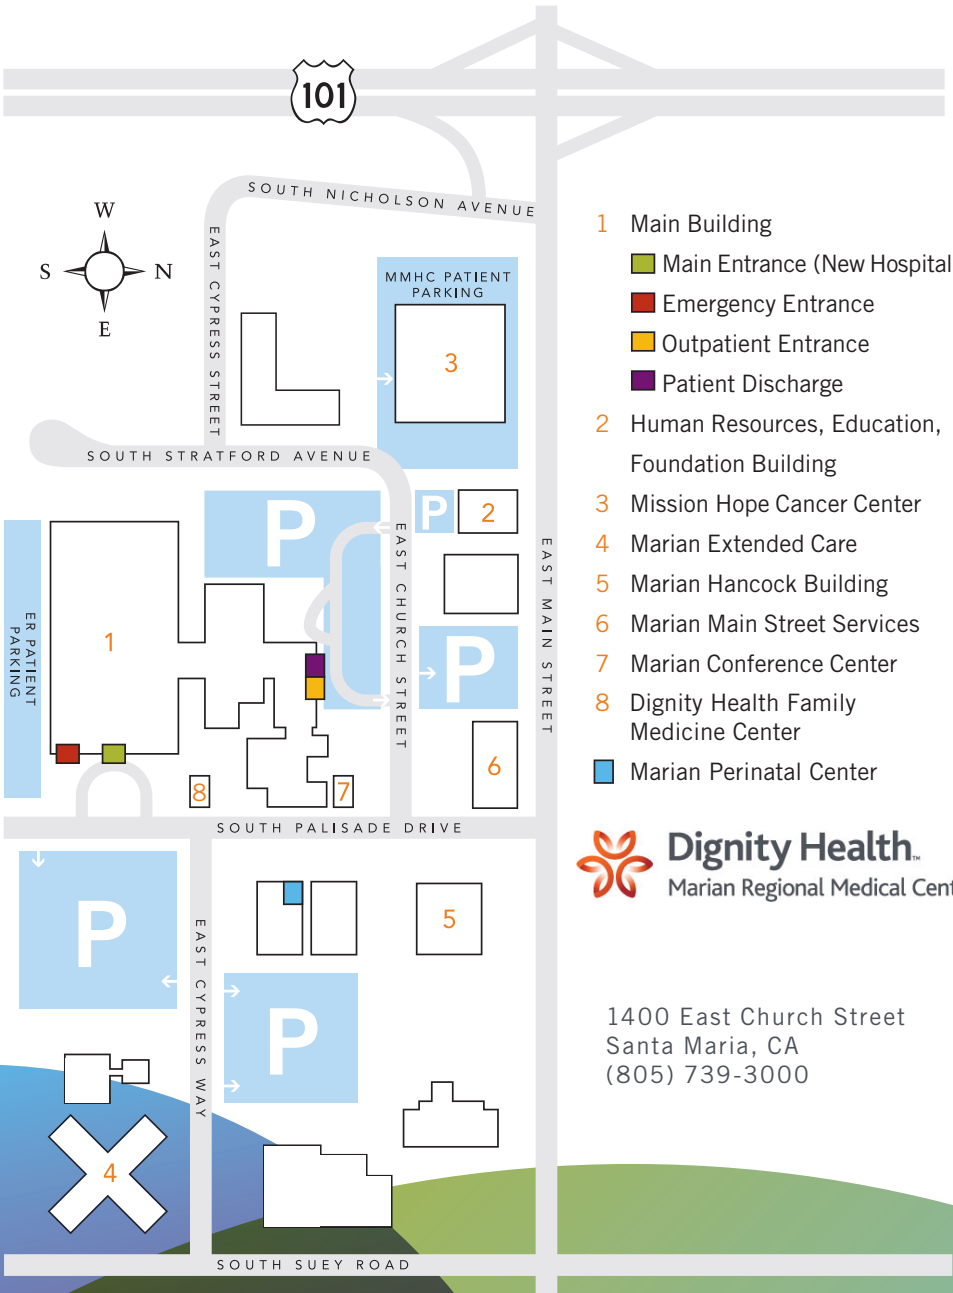 101
SOUTH NICHOLSON AVENUE
W
S
N
E
EAST CYPRESS STREET
MMHC PATIENT
PARKING
3
SOUTH STRATFORD AVENUE
P
P
2
EAST CHURCH STREET
EAST MAIN STREET
ER PATIENT
PARKING
1
P
6
8
7
SOUTH PALISADE DRIVE
P
5
EAST CYPRESS WAY
P
4
SOUTH SUEY ROAD
1 Main Building
Main Entrance (New Hospital
Emergency Entrance
Outpatient Entrance
Patient Discharge
2 Human Resources, Education,
Foundation Building
3 Mission Hope Cancer Center
4 Marian Extended Care
5 Marian Hancock Building
6 Marian Main Street Services
7 Marian Conference Center
8 Dignity Health Family
Medicine Center
Marian Perinatal Center
Dignity Health™
Marian Regional Medical Cent
1400 East Church Street
Santa Maria, CA
(805) 739-3000